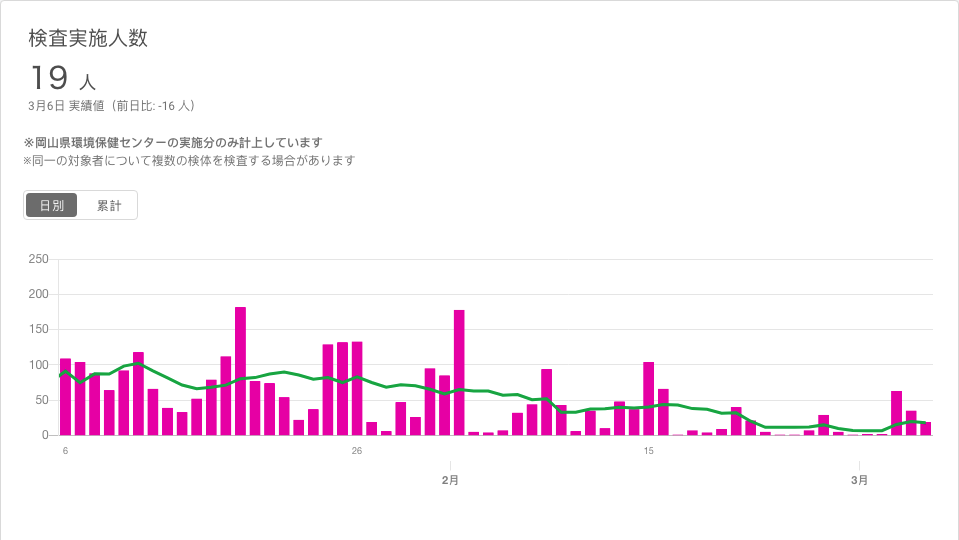 検査実施人数
19 人
3月6日 実績値（前日比: -16 人）
※岡山県環境保健センターの実施分のみ計上しています
※同一の対象者について複数の検体を検査する場合があります
日別 累計
250
200
150
100
50
0
6 26 15
2月 3月